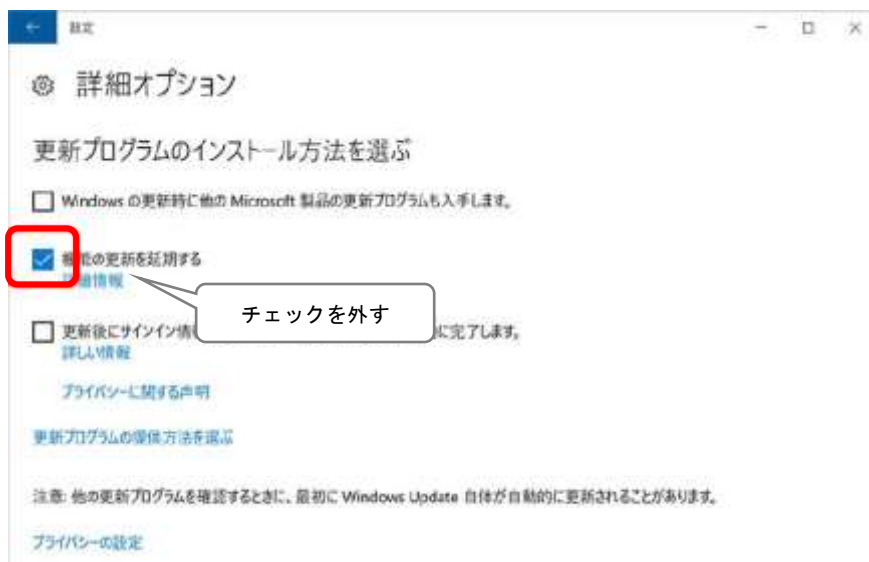 設定
詳細オプション
更新プログラムのインストール方法を選ぶ
Windows の更新時に他の Microsoft 製品の更新プログラムも入手します。
機能の更新を延期する
詳細情報
チェックを外す
更新後にサインイン情 に完了します。
詳しい情報
プライバシーに関する声明
更新プログラムの提供方法を選ぶ
注意: 他の更新プログラムを確認するときに、最初に Windows Update 自体が自動的に更新されることがあります。
プライバシーの設定